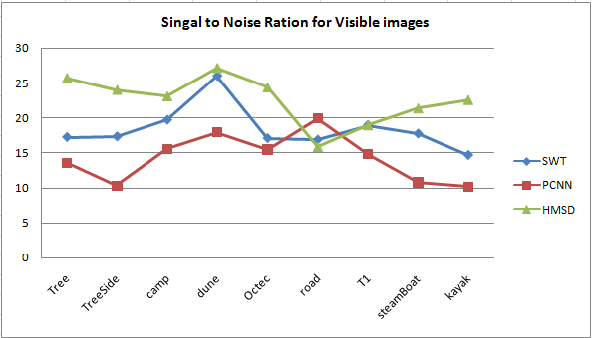 Singal to Noise Ration for Visible images
30
25
20
15
10
5
0
Tree
TreeSide
camp
dune
Octec
road
T1
steamBoat
kayak
SWT
PCNN
HMSD